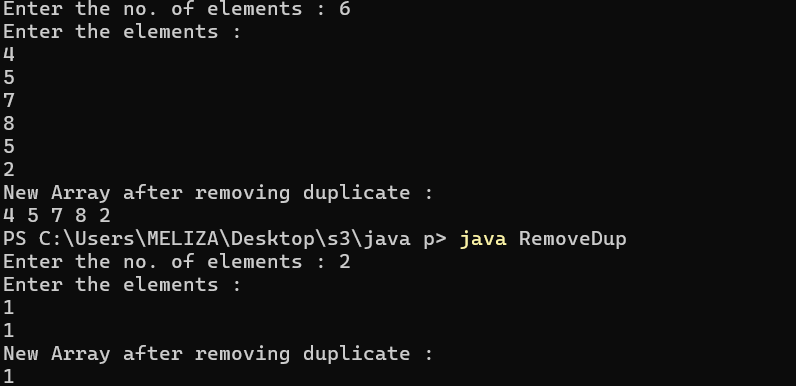 Enter the no. of elements : 6
Enter the elements :
4
5
7
8
5
2
New Array after removing duplicate :
4 5 7 8 2
PS C:\Users\MELIZA\Desktop\s3\java p> java RemoveDup
Enter the no. of elements : 2
Enter the elements :
1
1
New Array after removing duplicate :
1